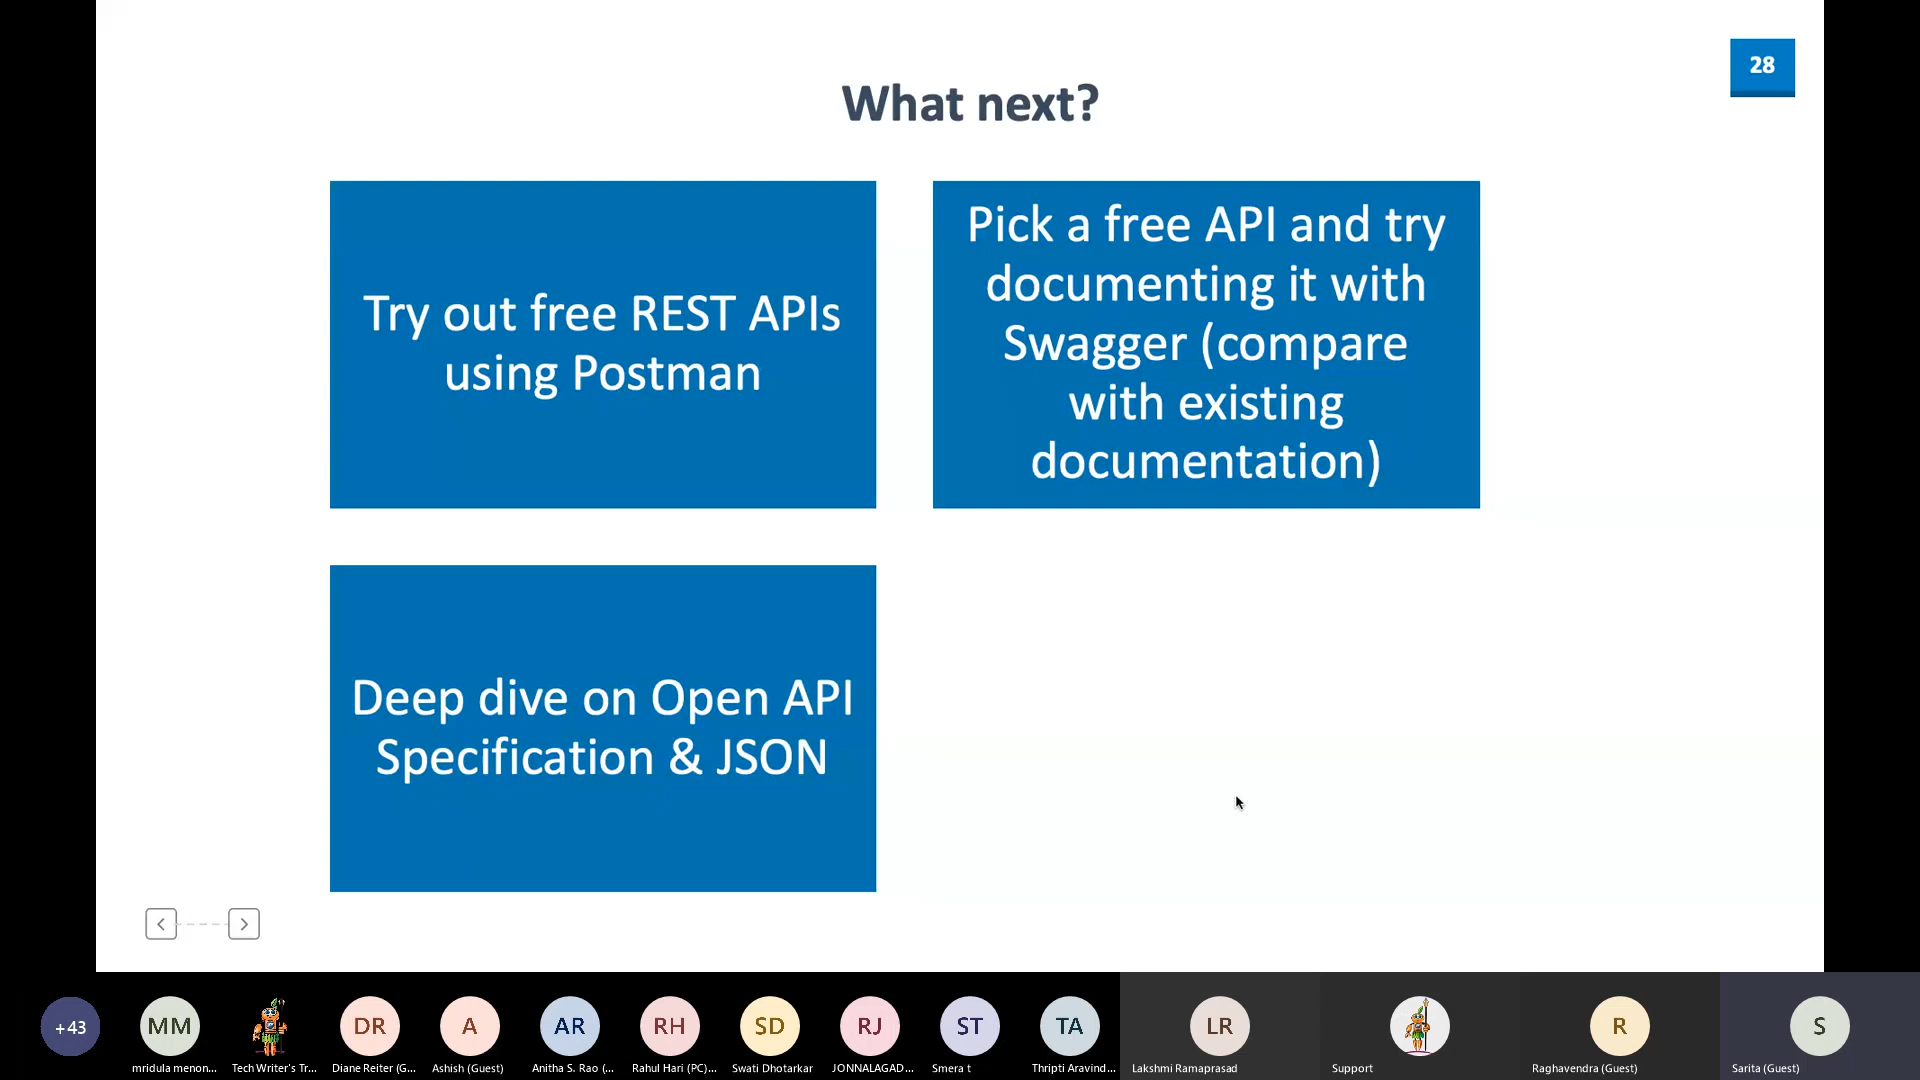 28
What next?
Try out free REST APIs
using Postman
Pick a free API and try
documenting it with
Swagger (compare
with existing
documentation)
Deep dive on Open API
Specification & JSON
+43
MM
DR
A
AR
RH
SD
RJ
ST
TA
LR
R
S
mridula menon...
Tech Writer's Tr...
Diane Reiter (G...
Ashish (Guest)
Anitha S. Rao (...
Rahul Hari (PC)...
Swati Dhotarkar
JONNALAGAD...
Smera t
Thripti Aravind...
Lakshmi Ramaprasad
Support
Raghavendra (Guest)
Sarita (Guest)